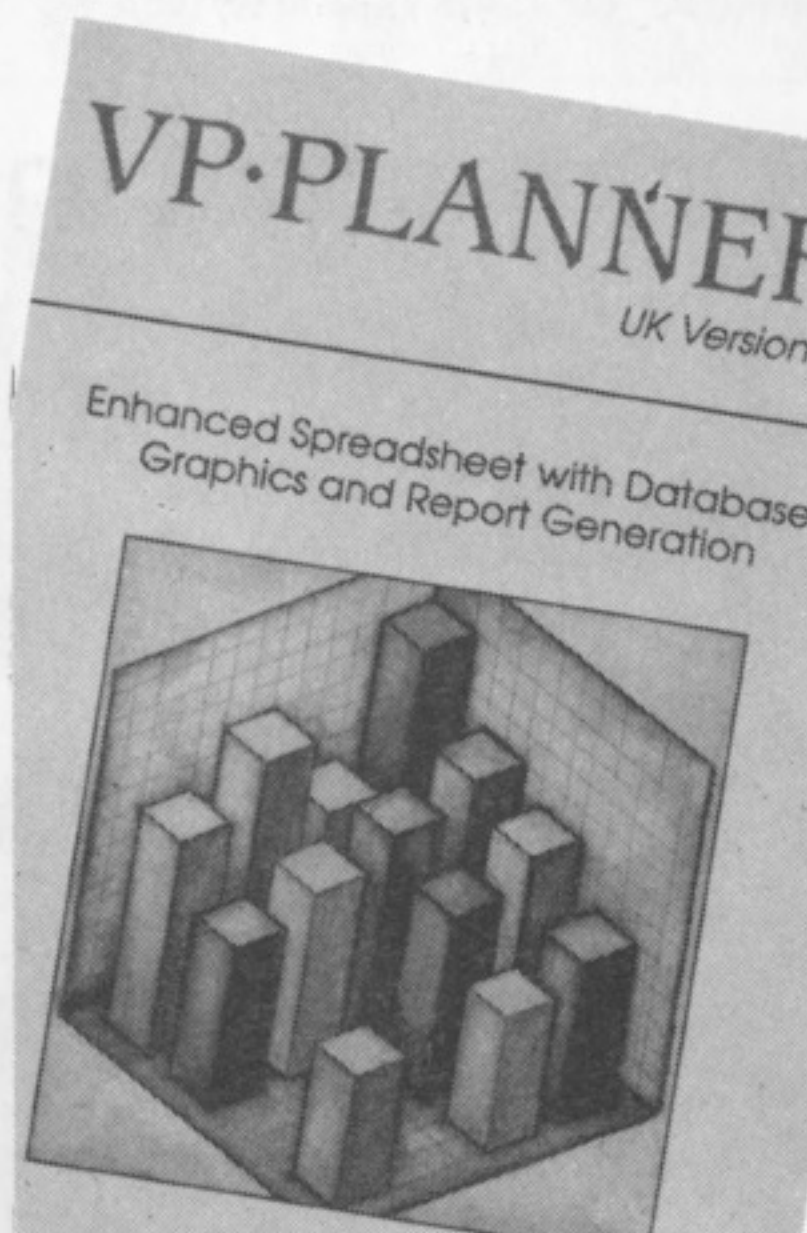 VP·PLANNER
UK Version
Enhanced Spreadsheet with Database
Graphics and Report Generation